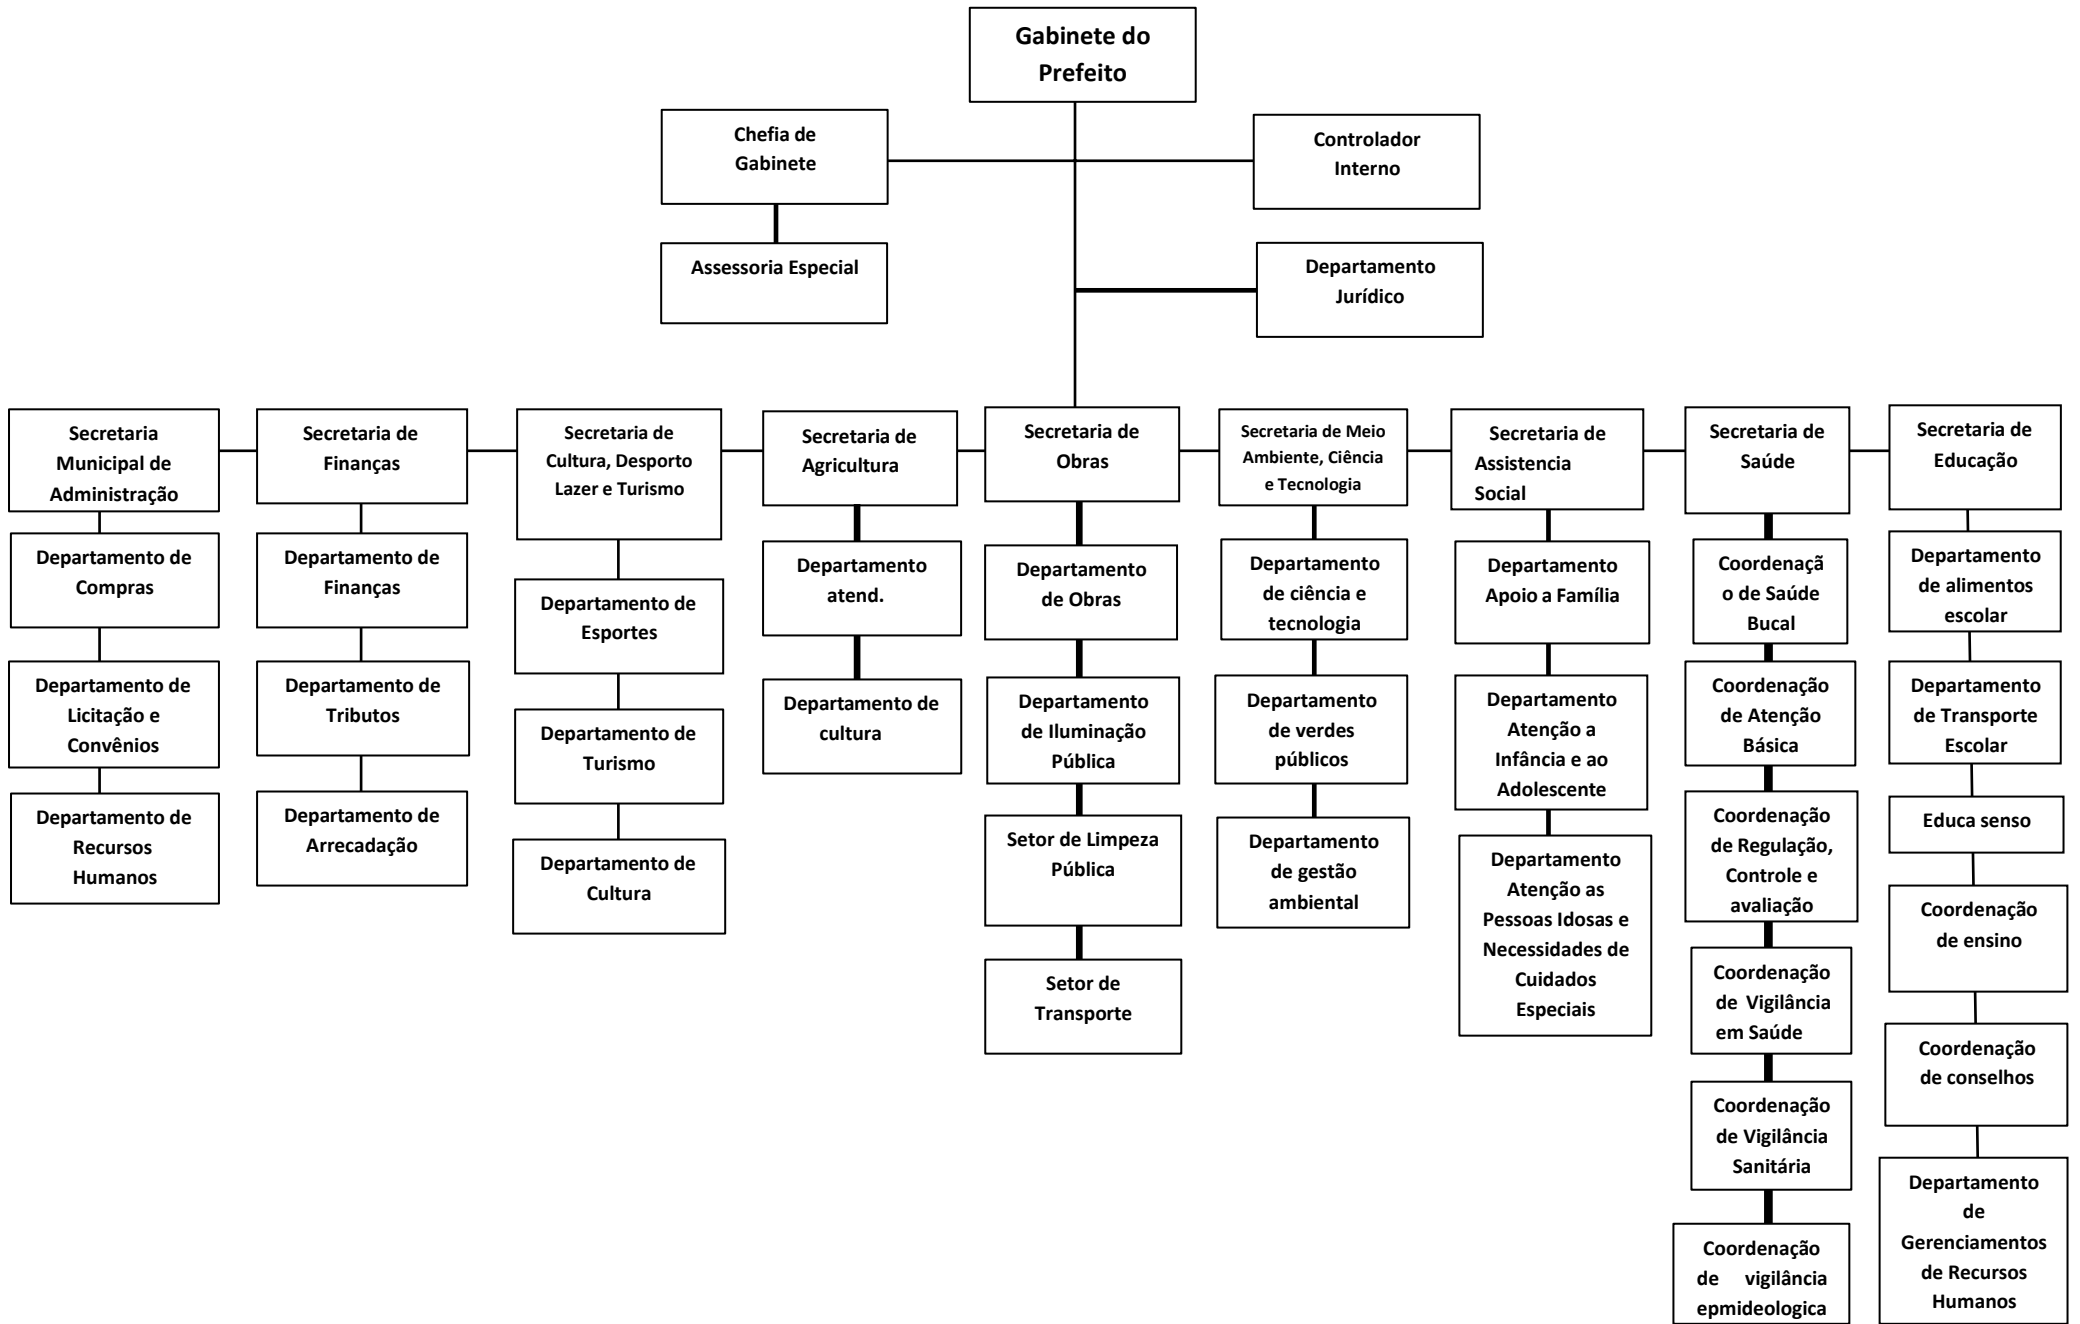 Gabinete do
Prefeito
Chefia de
Gabinete
Controlador
Interno
Assessoria Especial
Departamento
Jurídico
Secretaria
Municipal de
Administração
Departamento de
Compras
Departamento de
Licitação e
Convênios
Departamento de
Recursos
Humanos
Secretaria de
Finanças
Departamento de
Finanças
Departamento de
Tributos
Departamento de
Arrecadação
Secretaria de
Cultura, Desporto
Lazer e Turismo
Departamento de
Esportes
Departamento de
Turismo
Departamento de
Cultura
Secretaria de
Agricultura
Departamento
atend.
Departamento de
cultura
Secretaria de
Obras
Departamento
de Obras
Departamento
de Iluminação
Pública
Setor de Limpeza
Pública
Setor de
Transporte
Secretaria de Meio
Ambiente, Ciência
e Tecnologia
Departamento
de ciência e
tecnologia
Departamento
de verdes
públicos
Departamento
de gestão
ambiental
Secretaria de
Assistencia
Social
Departamento
Apoio a Família
Departamento
Atenção a
Infância e ao
Adolescente
Departamento
Atenção as
Pessoas Idosas e
Necessidades de
Cuidados
Especiais
Secretaria de
Saúde
Coordenaçã
o de Saúde
Bucal
Coordenação
de Atenção
Básica
Coordenação
de Regulação,
Controle e
avaliação
Coordenação
de Vigilância
em Saúde
Coordenação
de Vigilância
Sanitária
Coordenação
de vigilância
epmideologica
Secretaria de
Educação
Departamento
de alimentos
escolar
Departamento
de Transporte
Escolar
Educa senso
Coordenação
de ensino
Coordenação
de conselhos
Departamento
de
Gerenciamentos
de Recursos
Humanos